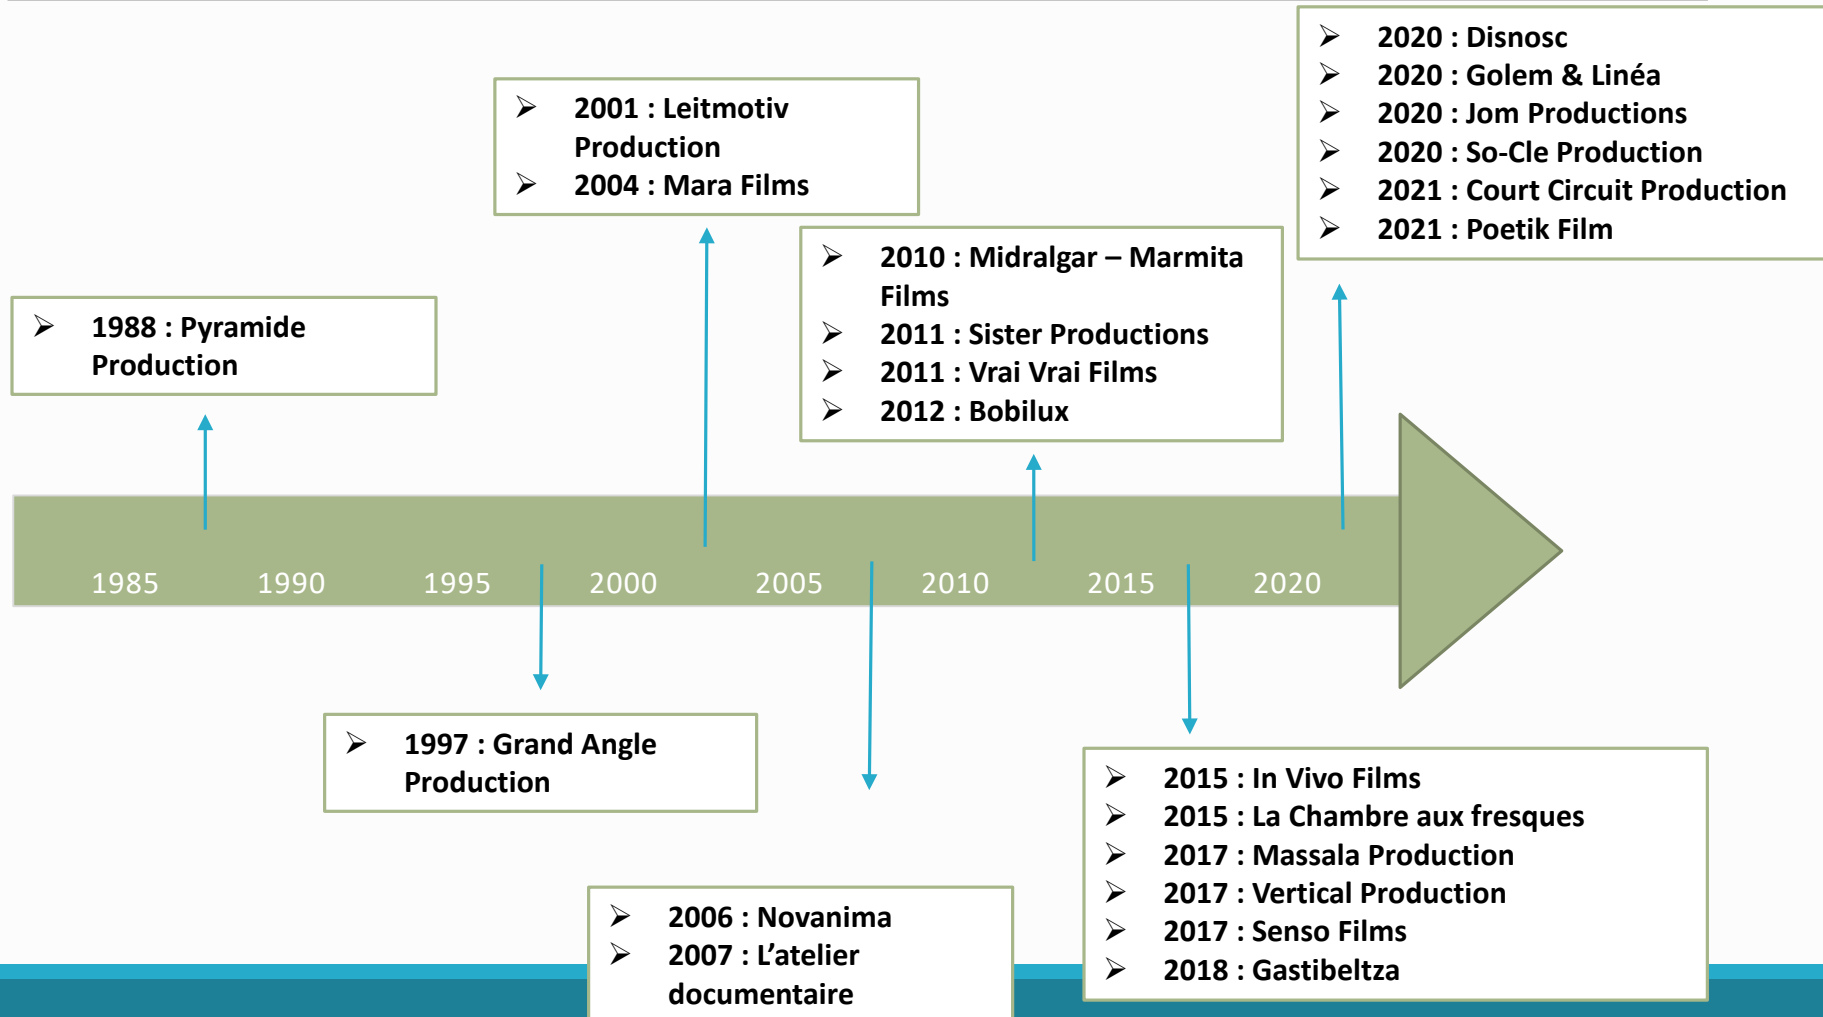 ➢ 2020 : Disnosc
➢ 2020 : Golem & Linéa
➢ 2020 : Jom Productions
➢ 2020 : So-Cle Production
➢ 2021 : Court Circuit Production
➢ 2021 : Poetik Film
➢ 2001 : Leitmotiv
Production
➢ 2004 : Mara Films
➢ 2010 : Midralgar – Marmita
Films
➢ 2011 : Sister Productions
➢ 2011 : Vrai Vrai Films
➢ 2012 : Bobilux
➢ 1988 : Pyramide
Production
1985 1990 1995 2000 2005 2010 2015 2020
➢ 1997 : Grand Angle
Production
➢ 2015 : In Vivo Films
➢ 2015 : La Chambre aux fresques
➢ 2017 : Massala Production
➢ 2017 : Vertical Production
➢ 2017 : Senso Films
➢ 2018 : Gastibeltza
➢ 2006 : Novanima
➢ 2007 : L’atelier
documentaire